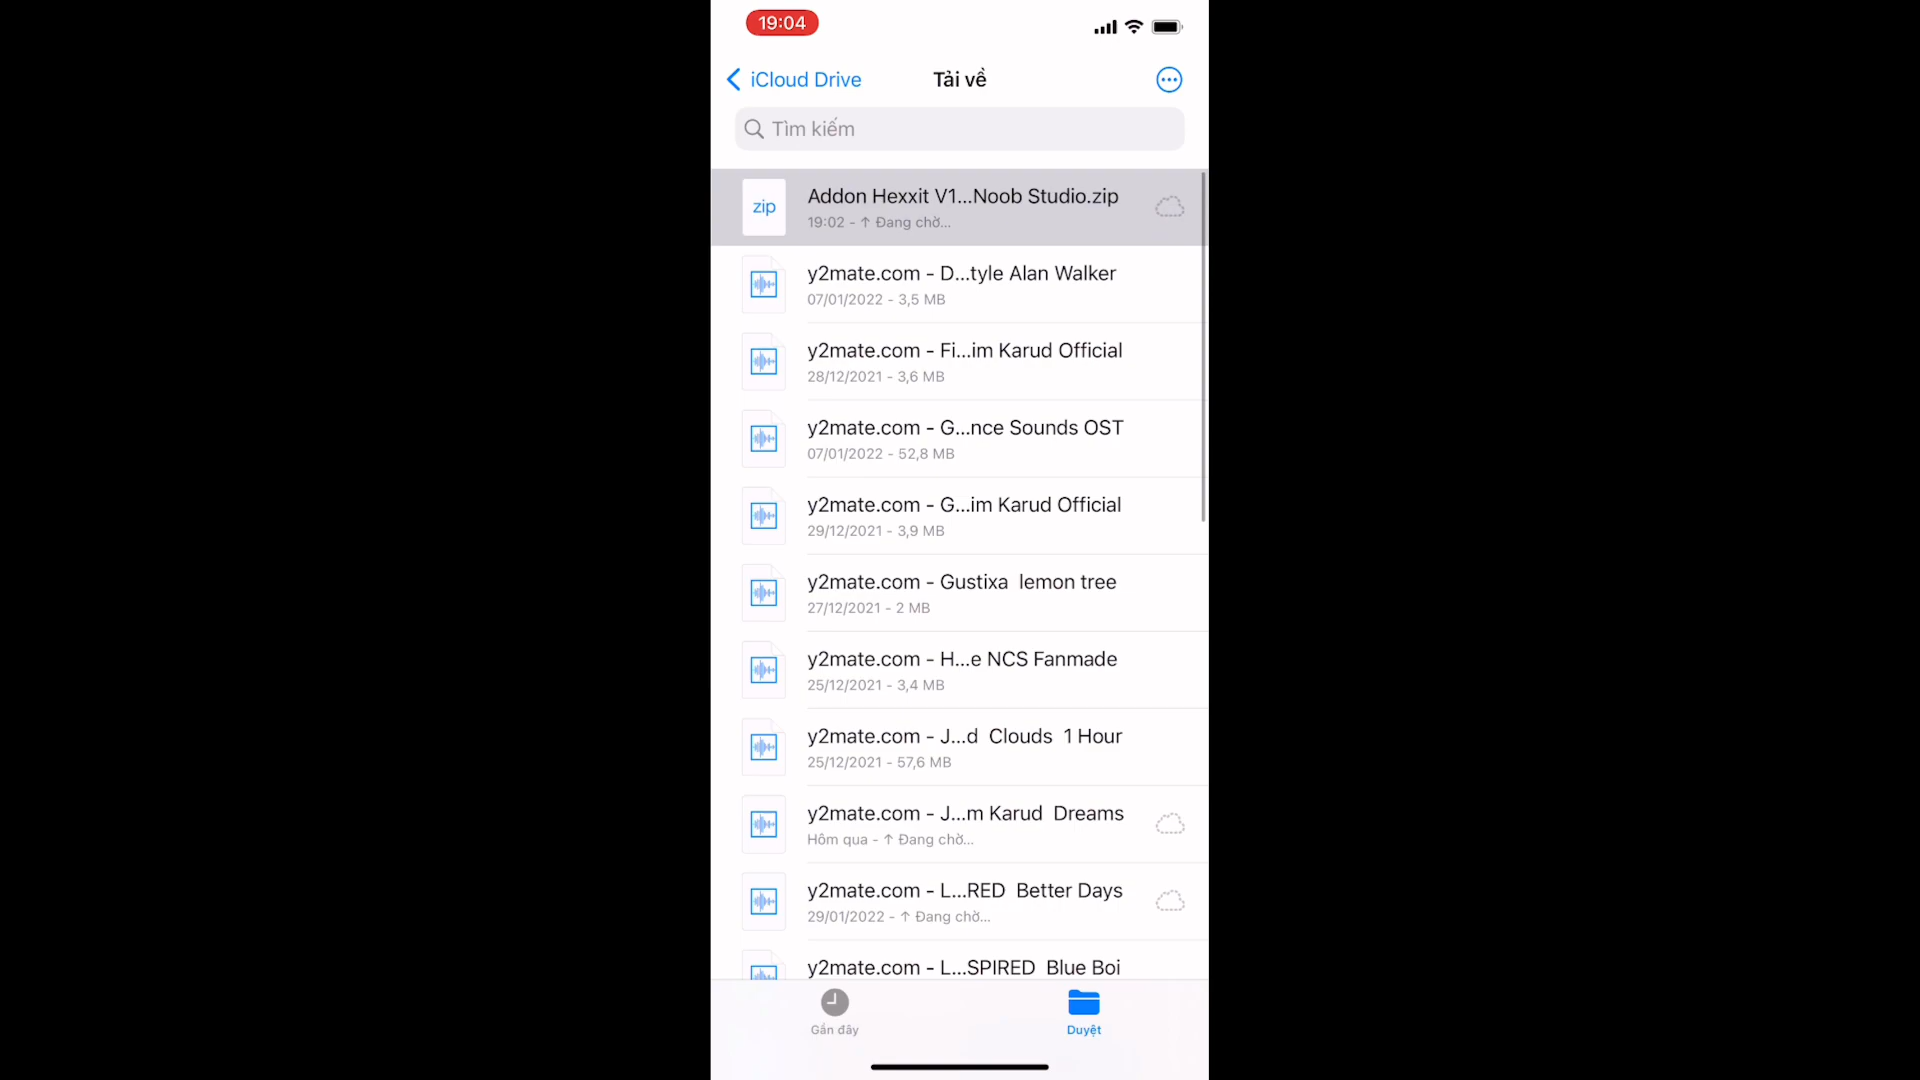 19:04
iCloud Drive
Tải về
Tìm kiếm
zip
Addon Hexxit V1...Noob Studio.zip
19:02 - ↑ Đang chờ...
y2mate.com - D...tyle Alan Walker
07/01/2022 - 3,5 MB
y2mate.com - Fi...im Karud Official
28/12/2021 - 3,6 MB
y2mate.com - G...nce Sounds OST
07/01/2022 - 52,8 MB
y2mate.com - G...im Karud Official
29/12/2021 - 3,9 MB
y2mate.com - Gustixa  lemon tree
27/12/2021 - 2 MB
y2mate.com - H...e NCS Fanmade
25/12/2021 - 3,4 MB
y2mate.com - J...d  Clouds  1 Hour
25/12/2021 - 57,6 MB
y2mate.com - J...m Karud  Dreams
Hôm qua - ↑ Đang chờ...
y2mate.com - L...RED  Better Days
29/01/2022 - ↑ Đang chờ...
y2mate.com - L...SPIRED  Blue Boi
Gần đây
Duyệt